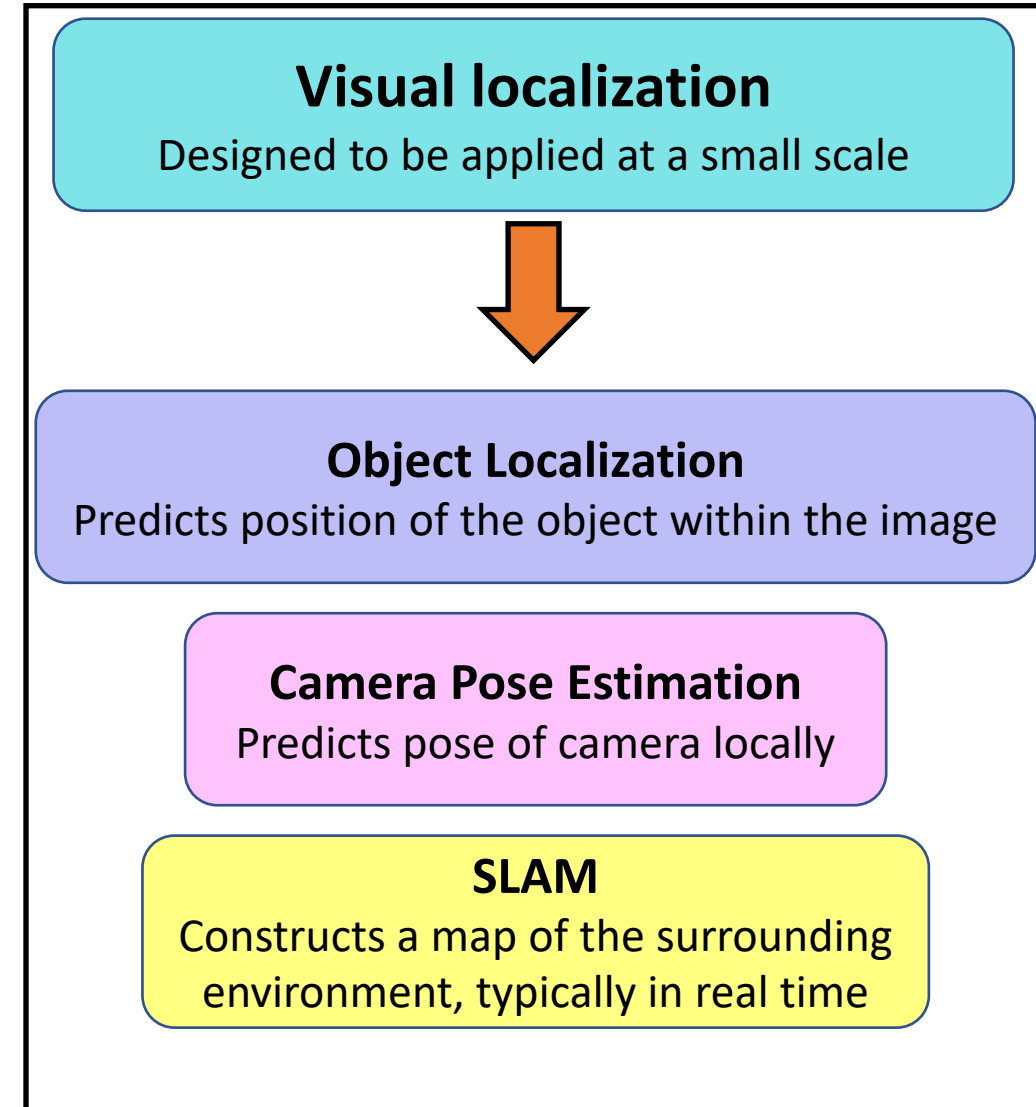 Visual localization
Designed to be applied at a small scale
Object Localization
Predicts position of the object within the image
Camera Pose Estimation
Predicts pose of camera locally
SLAM
Constructs a map of the surrounding
environment, typically in real time